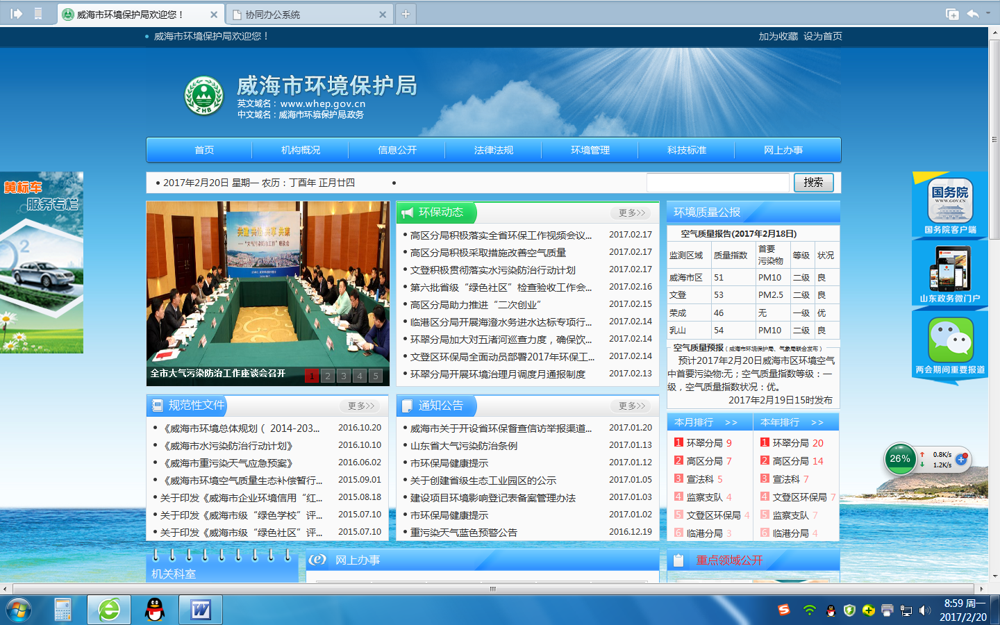 威海市环境保护局欢迎您！
协同办公系统
威海市环境保护局欢迎您！
加为收藏 设为首页
威海市环境保护局
英文域名：www.whep.gov.cn
中文域名：威海市环境保护局.政务
ZHB
首页 机构概况 信息公开 法律法规 环境管理 科技标准 网上办事
2017年2月20日 星期一 农历：丁酉年 正月廿四
搜索
黄标车
服务专栏
共建 共治 共享 共赢
“大气污染防治工作”座谈会
全市大气污染防治工作座谈会召开
1 2 3 4 5
环保动态 更多>>
高区分局积极落实全省环保工作视频会议... 2017.02.17
高区分局积极采取措施改善空气质量 2017.02.17
文登积极贯彻落实水污染防治行动计划 2017.02.17
第六批省级“绿色社区”检查验收工作会... 2017.02.16
高区分局助力推进“二次创业” 2017.02.15
临港区分局开展海澄水务进水达标专项行... 2017.02.14
环翠分局加大对五渚河巡查力度，确保饮... 2017.02.14
文登区环保局全面动员部署2017年环保工... 2017.02.14
环翠分局开展环境治理月调度月通报制度 2017.02.13
环境质量公报
空气质量报告(2017年2月18日)
监测区域 质量指数 首要污染物 等级 状况
威海市区 51 PM10 二级 良
文登 53 PM2.5 二级 良
荣成 46 无 一级 优
乳山 54 PM10 二级 良
空气质量预报 ( 威海市环境保护局、气象局联合发布 )
预计2017年2月20日威海市区环境空气
中首要污染物:无；空气质量指数等级：一
级，空气质量指数状况：优。
2017年2月19日15时发布
国务院
WWW.GOV.CN
国务院客户端
山东政务微门户
两会期间重要报道
规范性文件 更多>>
《威海市环境总体规划（ 2014-203... 2016.10.20
《威海市水污染防治行动计划》 2016.10.10
《威海市重污染天气应急预案》 2016.06.02
《威海市环境空气质量生态补偿暂行... 2015.09.01
关于印发《威海市企业环境信用“红... 2015.08.18
关于印发《威海市级“绿色学校”评... 2015.07.10
关于印发《威海市级“绿色社区”评... 2015.07.10
通知公告 更多>>
威海市关于开设省环保督查信访举报渠道... 2017.01.20
山东省大气污染防治条例 2017.01.13
市环保局健康提示 2017.01.12
关于创建省级生态工业园区的公示 2017.01.05
建设项目环境影响登记表备案管理办法 2017.01.03
市环保局健康提示 2017.01.02
重污染天气蓝色预警公告 2016.12.19
本月排行 >>
1 环翠分局 9
2 高区分局 7
3 宣法科 5
4 监察支队 4
5 文登区环保局 4
6 临港分局 3
本年排行 >>
1 环翠分局 20
2 高区分局 14
3 宣法科 7
4 文登区环保局 7
5 监察支队 7
6 临港分局 4
26%
0.8K/s
1.2K/s
机关科室
网上办事
重点领域公开
8:59 周一
2017/2/20